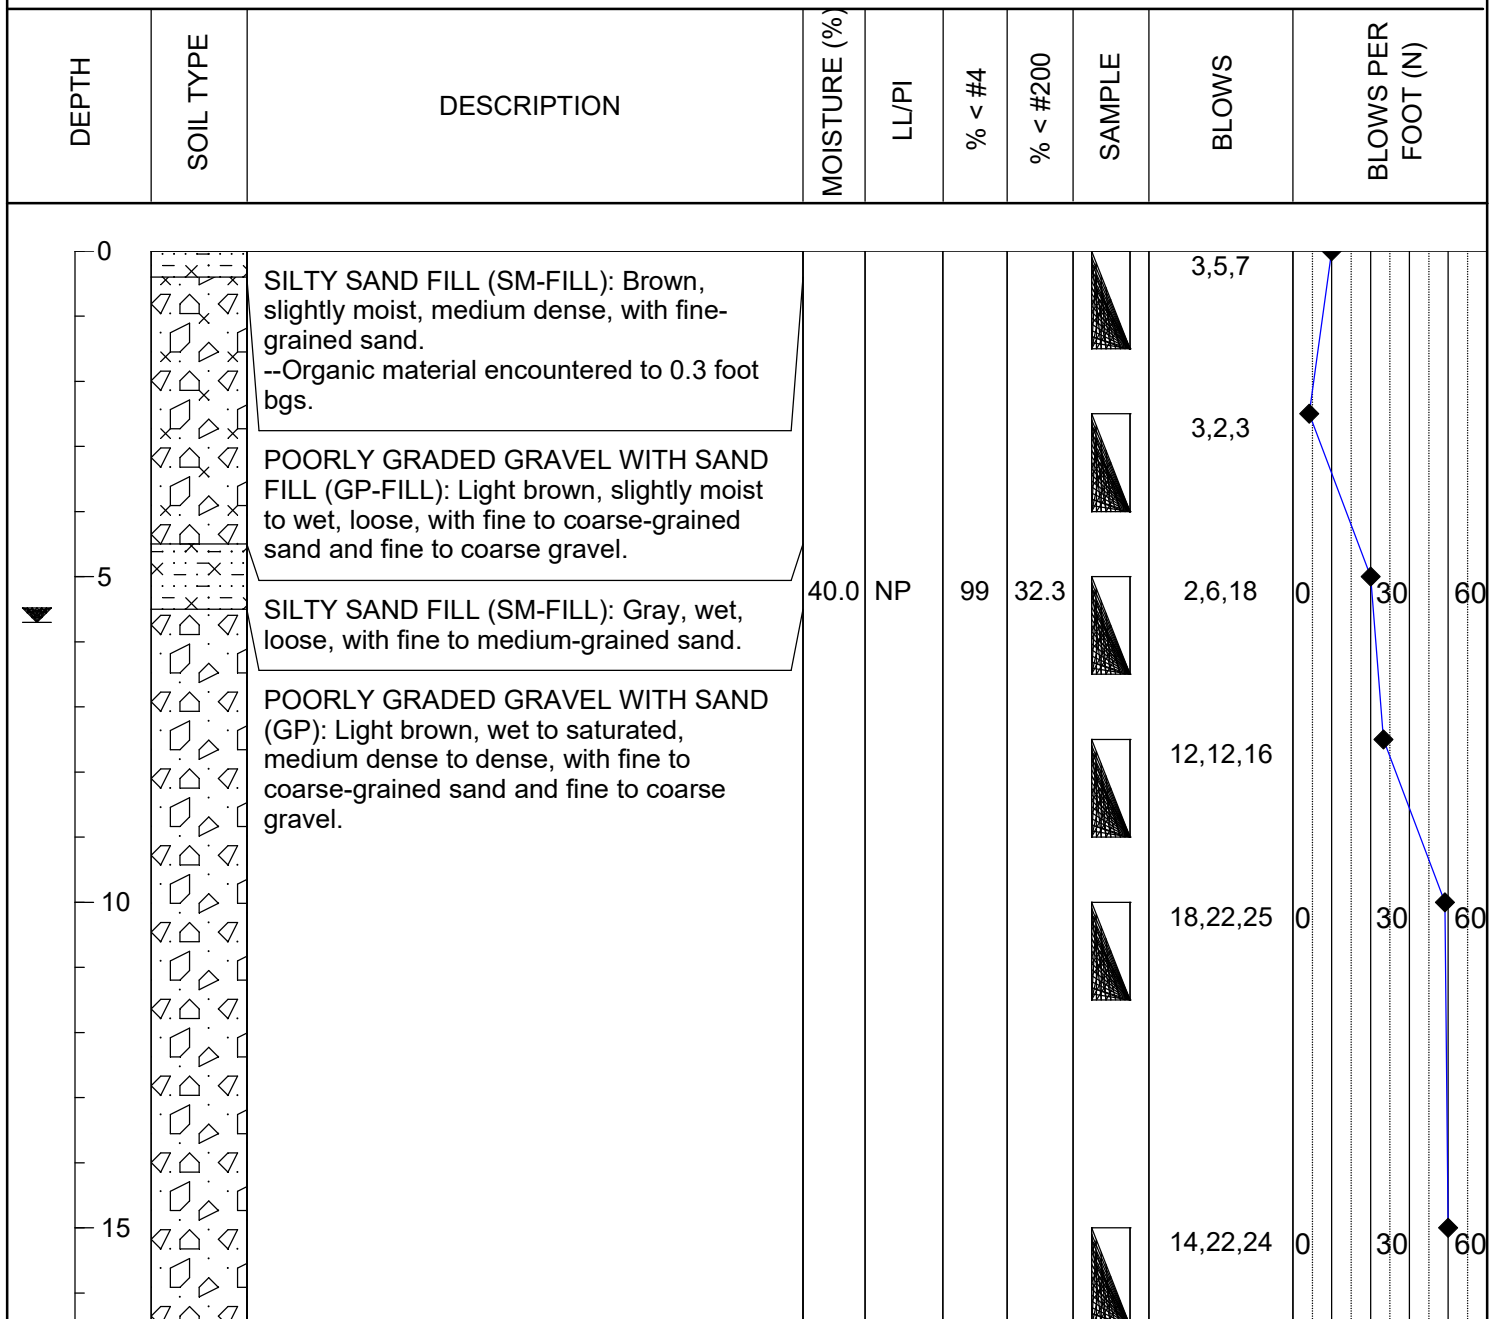 DEPTH
SOIL TYPE
DESCRIPTION
MOISTURE (%)
LL/PI
% < #4
% < #200
SAMPLE
BLOWS
BLOWS PER
FOOT (N)
0
SILTY SAND FILL (SM-FILL): Brown,
slightly moist, medium dense, with fine-
grained sand.
--Organic material encountered to 0.3 foot
bgs.
3,5,7
3,2,3
POORLY GRADED GRAVEL WITH SAND
FILL (GP-FILL): Light brown, slightly moist
to wet, loose, with fine to coarse-grained
sand and fine to coarse gravel.
5
40.0 NP 99 32.3 2,6,18 0 30 60
SILTY SAND FILL (SM-FILL): Gray, wet,
loose, with fine to medium-grained sand.
POORLY GRADED GRAVEL WITH SAND
(GP): Light brown, wet to saturated,
medium dense to dense, with fine to
coarse-grained sand and fine to coarse
gravel.
12,12,16
10
18,22,25 0 30 60
15
14,22,24 0 30 60